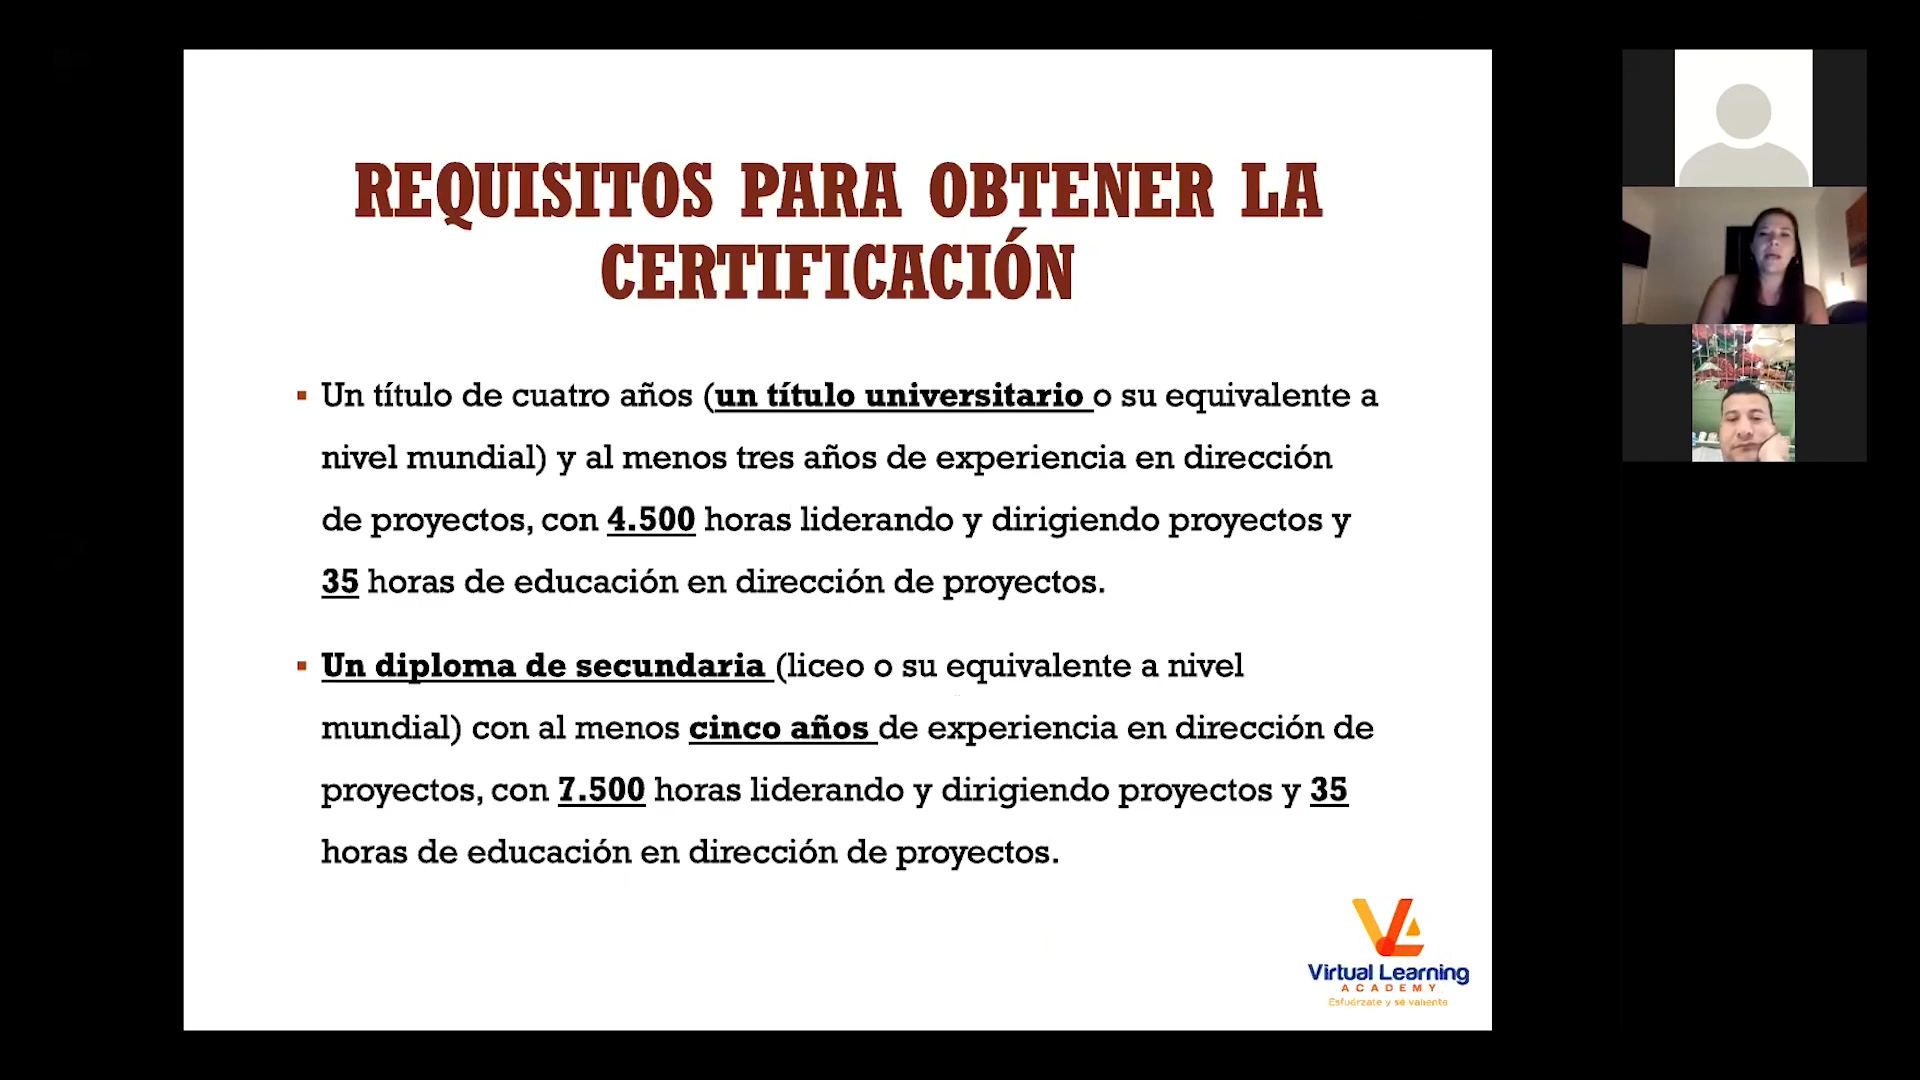 REQUISITOS PARA OBTENER LA
CERTIFICACIÓN
▪ Un título de cuatro años (un título universitario o su equivalente a
nivel mundial) y al menos tres años de experiencia en dirección
de proyectos, con 4.500 horas liderando y dirigiendo proyectos y
35 horas de educación en dirección de proyectos.
▪ Un diploma de secundaria (liceo o su equivalente a nivel
mundial) con al menos cinco años de experiencia en dirección de
proyectos, con 7.500 horas liderando y dirigiendo proyectos y 35
horas de educación en dirección de proyectos.
VA
Virtual Learning
ACADEMY
Esfuérzate y sé valiente